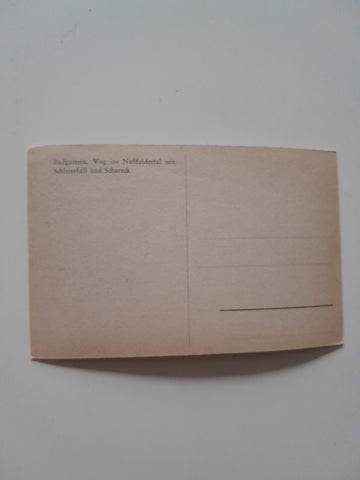 Badgastein, Weg ins Naßfeldertal mit
Schleierfall und Schareck